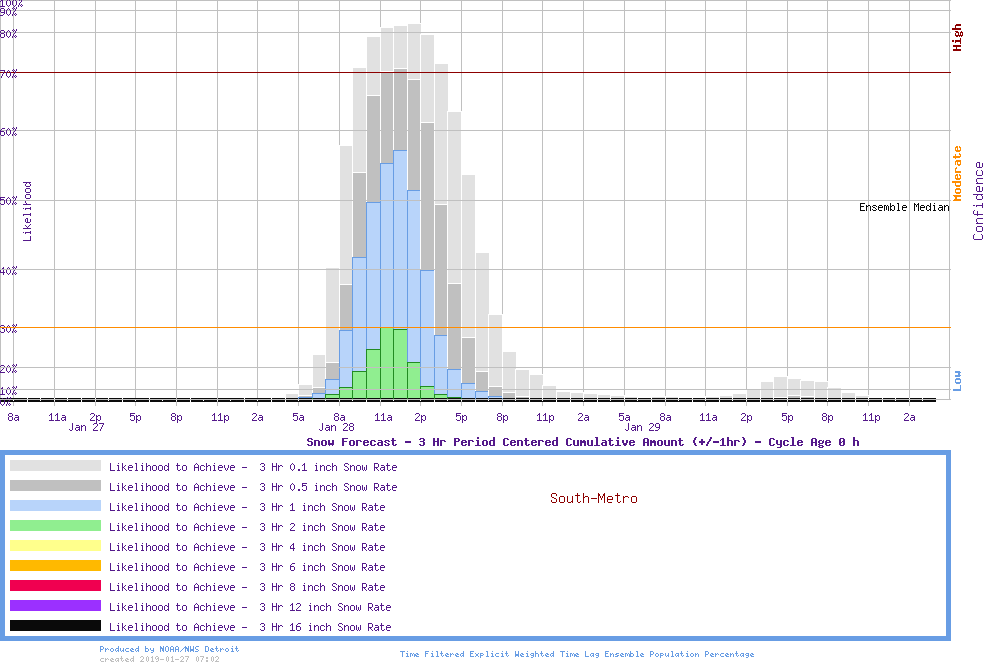 100%
90%
80%
70%
60%
50%
40%
30%
20%
10%
0%
Likelihood
High
Moderate
Low
Confidence
Ensemble Median
8a 11a 2p 5p 8p 11p 2a 5a 8a 11a 2p 5p 8p 11p 2a 5a 8a 11a 2p 5p 8p 11p 2a
Jan 27 Jan 28 Jan 29
Snow Forecast - 3 Hr Period Centered Cumulative Amount (+/-1hr) - Cycle Age 0 h
Likelihood to Achieve - 3 Hr 0.1 inch Snow Rate
Likelihood to Achieve - 3 Hr 0.5 inch Snow Rate
South-Metro
Likelihood to Achieve - 3 Hr 1 inch Snow Rate
Likelihood to Achieve - 3 Hr 2 inch Snow Rate
Likelihood to Achieve - 3 Hr 4 inch Snow Rate
Likelihood to Achieve - 3 Hr 6 inch Snow Rate
Likelihood to Achieve - 3 Hr 8 inch Snow Rate
Likelihood to Achieve - 3 Hr 12 inch Snow Rate
Likelihood to Achieve - 3 Hr 16 inch Snow Rate
Produced by NOAA/NWS Detroit
created 2019-01-27 07:02
Time Filtered Explicit Weighted Time Lag Ensemble Population Percentage